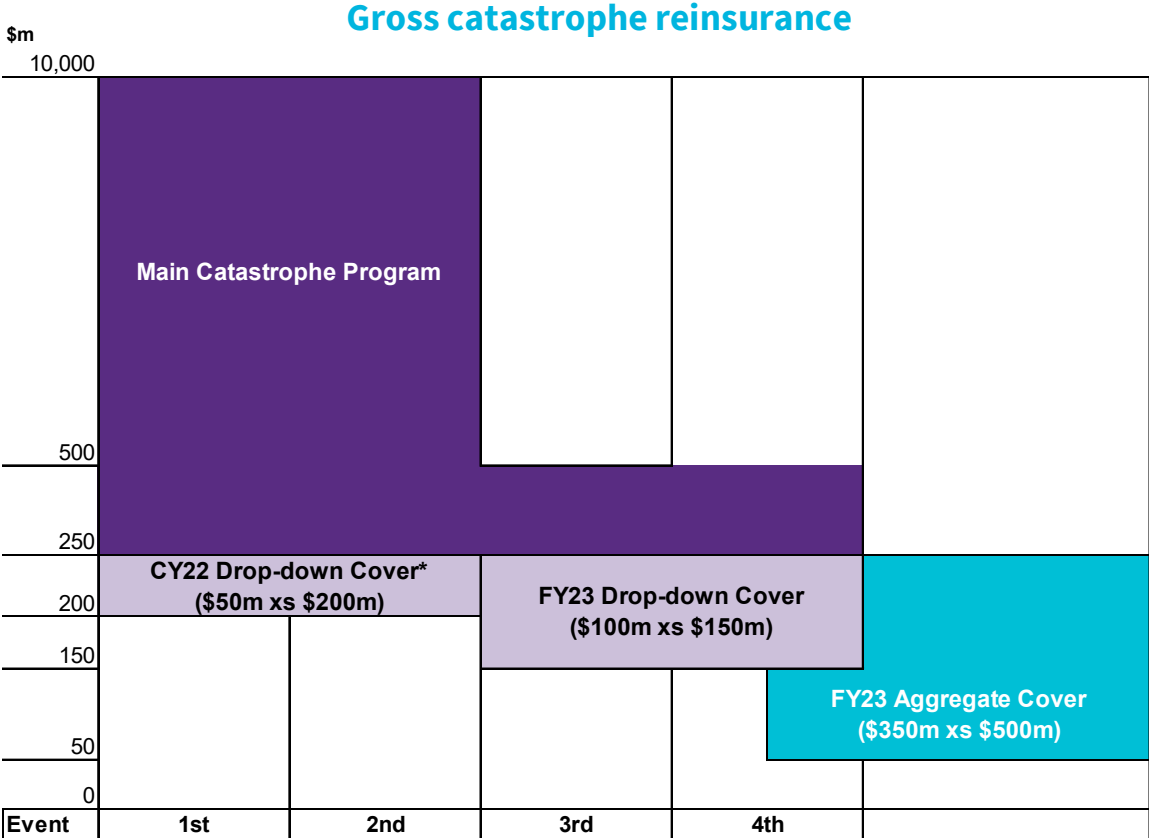 Gross catastrophe reinsurance
$m
10,000
Main Catastrophe Program
500
250
CY22 Drop-down Cover*
($50m xs $200m)
FY23 Drop-down Cover
($100m xs $150m)
200
150
FY23 Aggregate Cover
($350m xs $500m)
50
0
Event 1st 2nd 3rd 4th